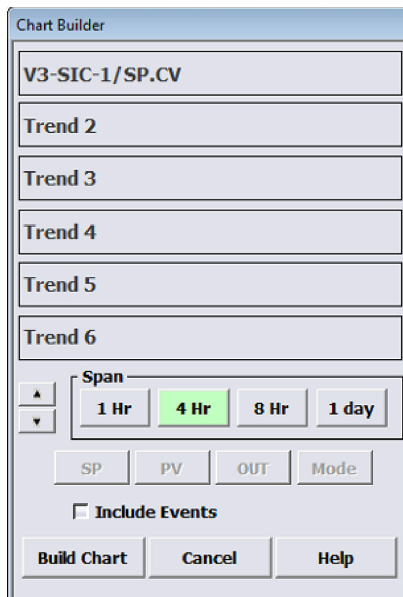 Chart Builder
V3-SIC-1/SP.CV
Trend 2
Trend 3
Trend 4
Trend 5
Trend 6
Span
1 Hr 4 Hr 8 Hr 1 day
SP PV OUT Mode
Include Events
Build Chart Cancel Help